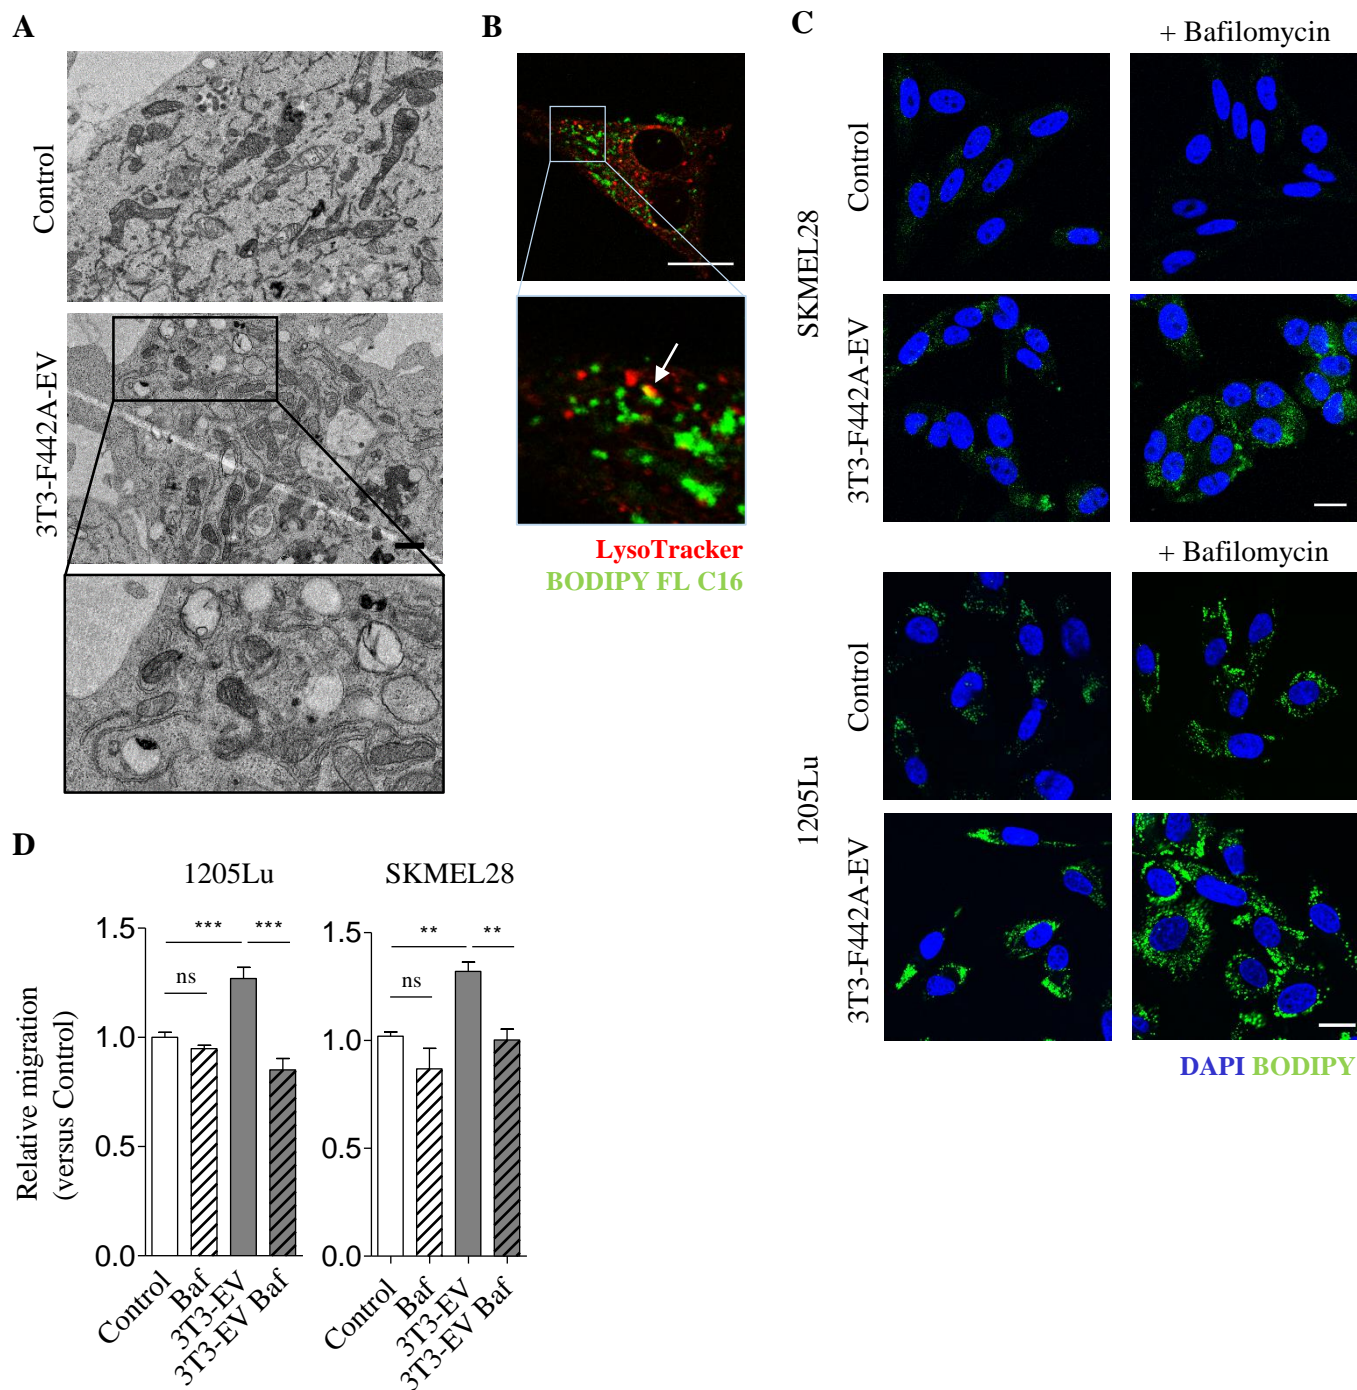 A
Control
3T3-F442A-EV
B
LysoTracker
BODIPY FL C16
C
+ Bafilomycin
SKMEL28
Control
3T3-F442A-EV
+ Bafilomycin
1205Lu
Control
3T3-F442A-EV
DAPI BODIPY
D
1205Lu
Relative migration
(versus Control)
1.5
1.0
0.5
0.0
***
***
ns
Control
Baf
3T3-EV
3T3-EV Baf
SKMEL28
1.5
1.0
0.5
0.0
**
**
ns
Control
Baf
3T3-EV
3T3-EV Baf